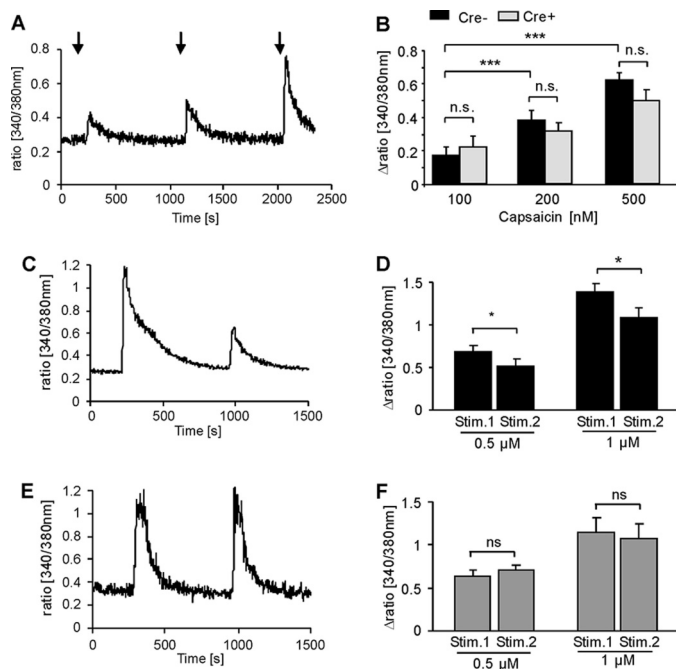 A
ratio [340/380nm]
0.8
0.6
0.4
0.2
0
0
500
1000
1500
2000
2500
Time [s]
B
Cre-
Cre+
Δratio [340/380nm]
0.8
0.6
0.4
0.2
0
***
***
n.s.
n.s.
n.s.
100
200
500
Capsaicin [nM]
C
ratio [340/380nm]
1.2
1
0.8
0.6
0.4
0.2
0
0
500
1000
1500
Time [s]
D
Δratio [340/380nm]
1.5
1
0.5
0
*
*
Stim.1 Stim.2
Stim.1 Stim.2
0.5 µM
1 µM
E
ratio [340/380nm]
1.2
1
0.8
0.6
0.4
0.2
0
0
500
1000
1500
Time [s]
F
Δratio [340/380nm]
1.5
1
0.5
0
ns
ns
Stim.1 Stim.2
Stim.1 Stim.2
0.5 µM
1 µM